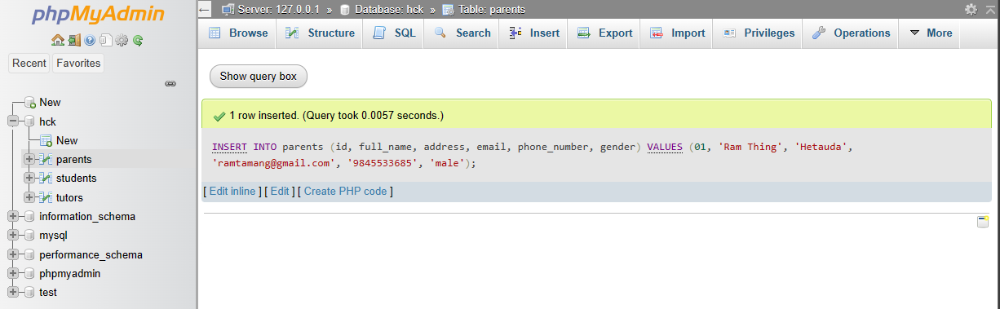 phpMyAdmin
Recent Favorites
New
hck
New
parents
students
tutors
information_schema
mysql
performance_schema
phpmyadmin
test
Server: 127.0.0.1 » Database: hck » Table: parents
Browse Structure SQL Search Insert Export Import Privileges Operations More
Show query box
1 row inserted. (Query took 0.0057 seconds.)
INSERT INTO parents (id, full_name, address, email, phone_number, gender) VALUES (01, 'Ram Thing', 'Hetauda',
'ramtamang@gmail.com', '9845533685', 'male');
[ Edit inline ] [ Edit ] [ Create PHP code ]